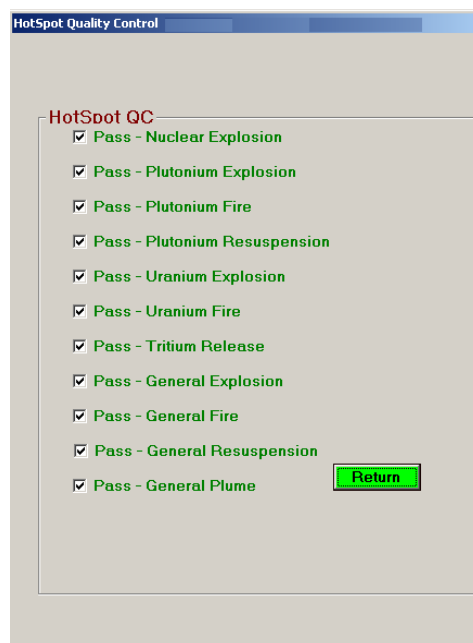 HotSpot Quality Control
HotSpot QC
Pass - Nuclear Explosion
Pass - Plutonium Explosion
Pass - Plutonium Fire
Pass - Plutonium Resuspension
Pass - Uranium Explosion
Pass - Uranium Fire
Pass - Tritium Release
Pass - General Explosion
Pass - General Fire
Pass - General Resuspension
Return
Pass - General Plume